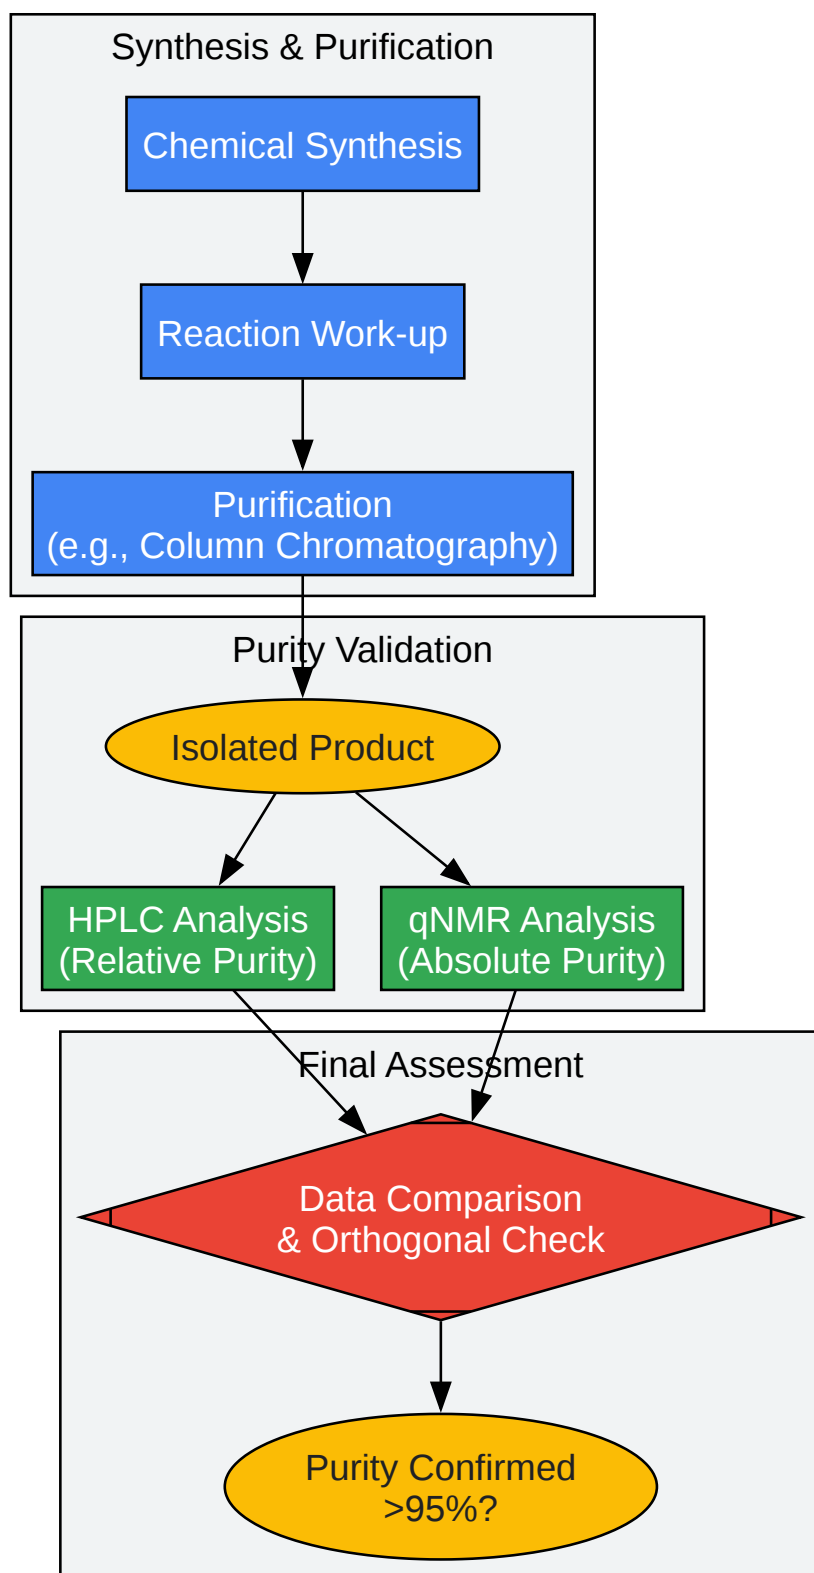 Synthesis & Purification
Chemical Synthesis
Reaction Work-up
Purification
(e.g., Column Chromatography)
Purity Validation
Isolated Product
HPLC Analysis
(Relative Purity)
qNMR Analysis
(Absolute Purity)
Final Assessment
Data Comparison
& Orthogonal Check
Purity Confirmed
>95%?